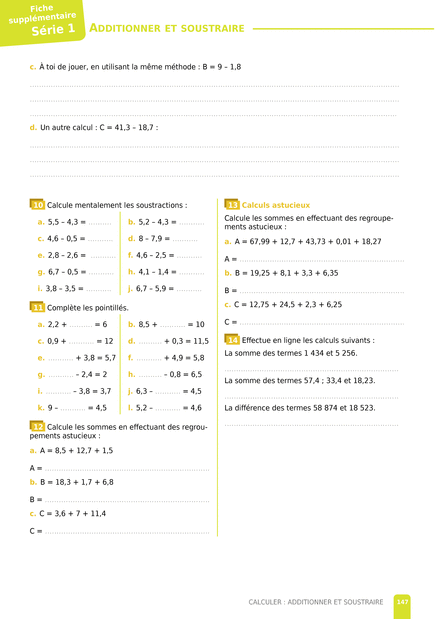 Fiche
supplémentaire
Série 1
ADDITIONNER ET SOUSTRAIRE
c. À toi de jouer, en utilisant la même méthode : B = 9 – 1,8
d. Un autre calcul : C = 41,3 – 18,7 :
10 Calcule mentalement les soustractions :
a. 5,5 – 4,3 = ..........
b. 5,2 – 4,3 = ...........
c. 4,6 – 0,5 = ...........
d. 8 – 7,9 = ...........
e. 2,8 – 2,6 = ...........
f. 4,6 – 2,5 = ...........
g. 6,7 – 0,5 = ...........
h. 4,1 – 1,4 = ...........
i. 3,8 – 3,5 = ...........
j. 6,7 – 5,9 = ...........
11 Complète les pointillés.
a. 2,2 + ........... = 6
b. 8,5 + ........... = 10
c. 0,9 + ........... = 12
d. .......... + 0,3 = 11,5
e. ........... + 3,8 = 5,7
f. ........... + 4,9 = 5,8
g. ........... – 2,4 = 2
h. ........... – 0,8 = 6,5
i. ........... – 3,8 = 3,7
j. 6,3 – ........... = 4,5
k. 9 – ........... = 4,5
l. 5,2 – ........... = 4,6
12 Calcule les sommes en effectuant des regrou-
pements astucieux :
a. A = 8,5 + 12,7 + 1,5
A = ...........
b. B = 18,3 + 1,7 + 6,8
B = ...........
c. C = 3,6 + 7 + 11,4
C = ...........
13 Calculs astucieux
Calcule les sommes en effectuant des regroupe-
ments astucieux :
a. A = 67,99 + 12,7 + 43,73 + 0,01 + 18,27
A = ...........
b. B = 19,25 + 8,1 + 3,3 + 6,35
B = ...........
c. C = 12,75 + 24,5 + 2,3 + 6,25
C = ...........
14 Effectue en ligne les calculs suivants :
La somme des termes 1 434 et 5 256.
La somme des termes 57,4 ; 33,4 et 18,23.
La différence des termes 58 874 et 18 523.
CALCULER : ADDITIONNER ET SOUSTRAIRE
147